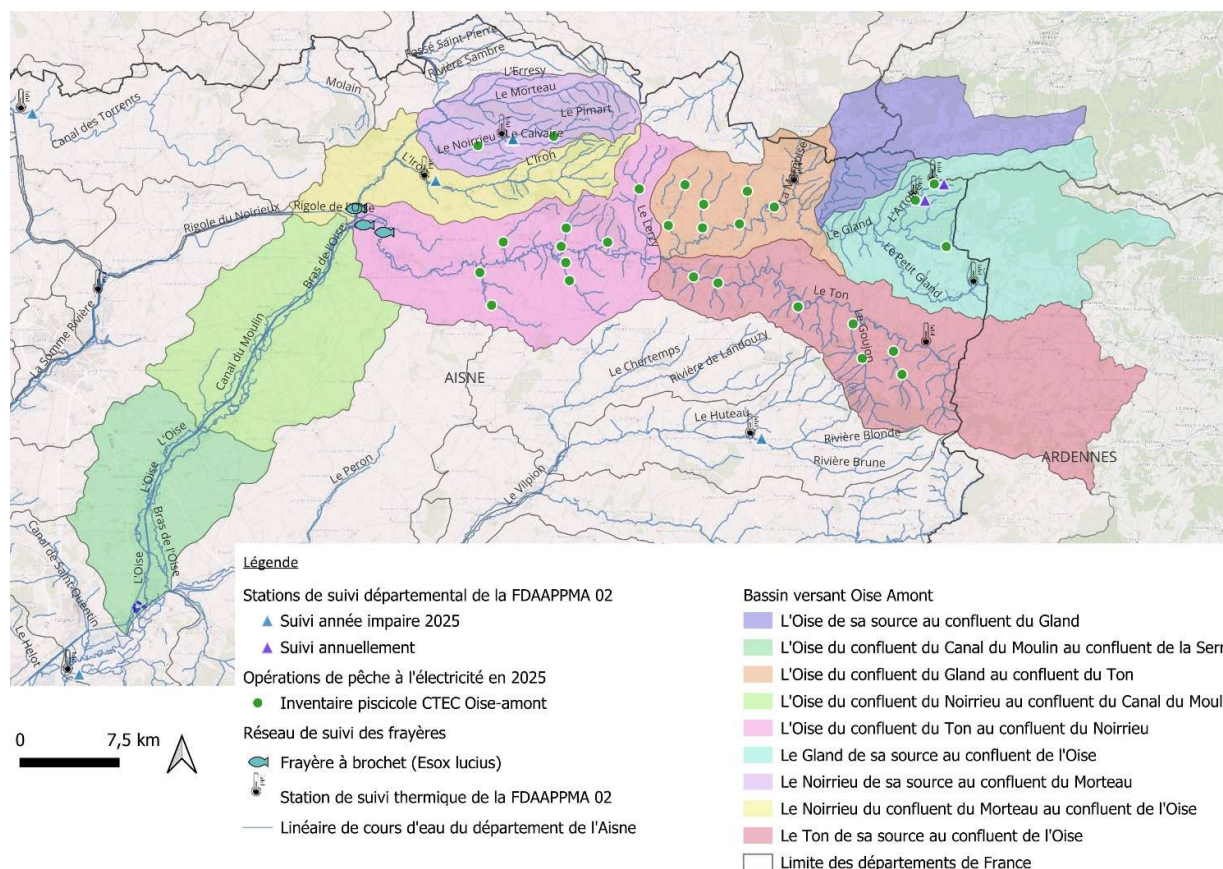 Fossé Saint-Pierre
Rivière Sambre
L'Erresy
Molain
Le Morteau
Canal des Torrents
Le Pimart
Le Noirrieu
Le Calvaire
L'Iron
L'Iron
La Marnoise
L'Artoise
Rigole de l'Oise
Rigole du Noirieux
Le Lerzy
Le Gland
Le Petit Gland
Bras de l'Oise
La Somme Rivière
Canal du Moulin
Le Ton
Le Goujon
Le Chertemps
Rivière de Landouzy
AISNE
Le Huteau
L'Oise
Rivière Blonde
ARDENNES
Rivière Brune
Le Peron
Le Vilpion
L'Oise
Bras de l'Oise
Canal de Saint-Quentin
L'Oise
Le Helot
Légende
Stations de suivi départemental de la FDAAPPMA 02
Suivi année impaire 2025
Suivi annuellement
Opérations de pêche à l'électricité en 2025
Inventaire piscicole CTEC Oise-amont
Réseau de suivi des frayères
Frayère à brochet (Esox lucius)
Station de suivi thermique de la FDAAPPMA 02
Linéaire de cours d'eau du département de l'Aisne
0 7,5 km
Bassin versant Oise Amont
L'Oise de sa source au confluent du Gland
L'Oise du confluent du Canal du Moulin au confluent de la Serr
L'Oise du confluent du Gland au confluent du Ton
L'Oise du confluent du Noirrieu au confluent du Canal du Moul
L'Oise du confluent du Ton au confluent du Noirrieu
Le Gland de sa source au confluent de l'Oise
Le Noirrieu de sa source au confluent du Morteau
Le Noirrieu du confluent du Morteau au confluent de l'Oise
Le Ton de sa source au confluent de l'Oise
Limite des départements de France